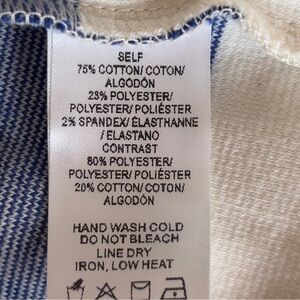 SELF
75% COTTON/ COTON/
ALGODÓN
23% POLYESTER/
POLYESTER/ POLIÉSTER
2% SPANDEX/ ÉLASTHANNE
/ ELASTANO
CONTRAST
80% POLYESTER/
POLYESTER/ POLIÉSTER
20% COTTON/ COTON/
ALGODÓN
HAND WASH COLD
DO NOT BLEACH
LINE DRY
IRON, LOW HEAT